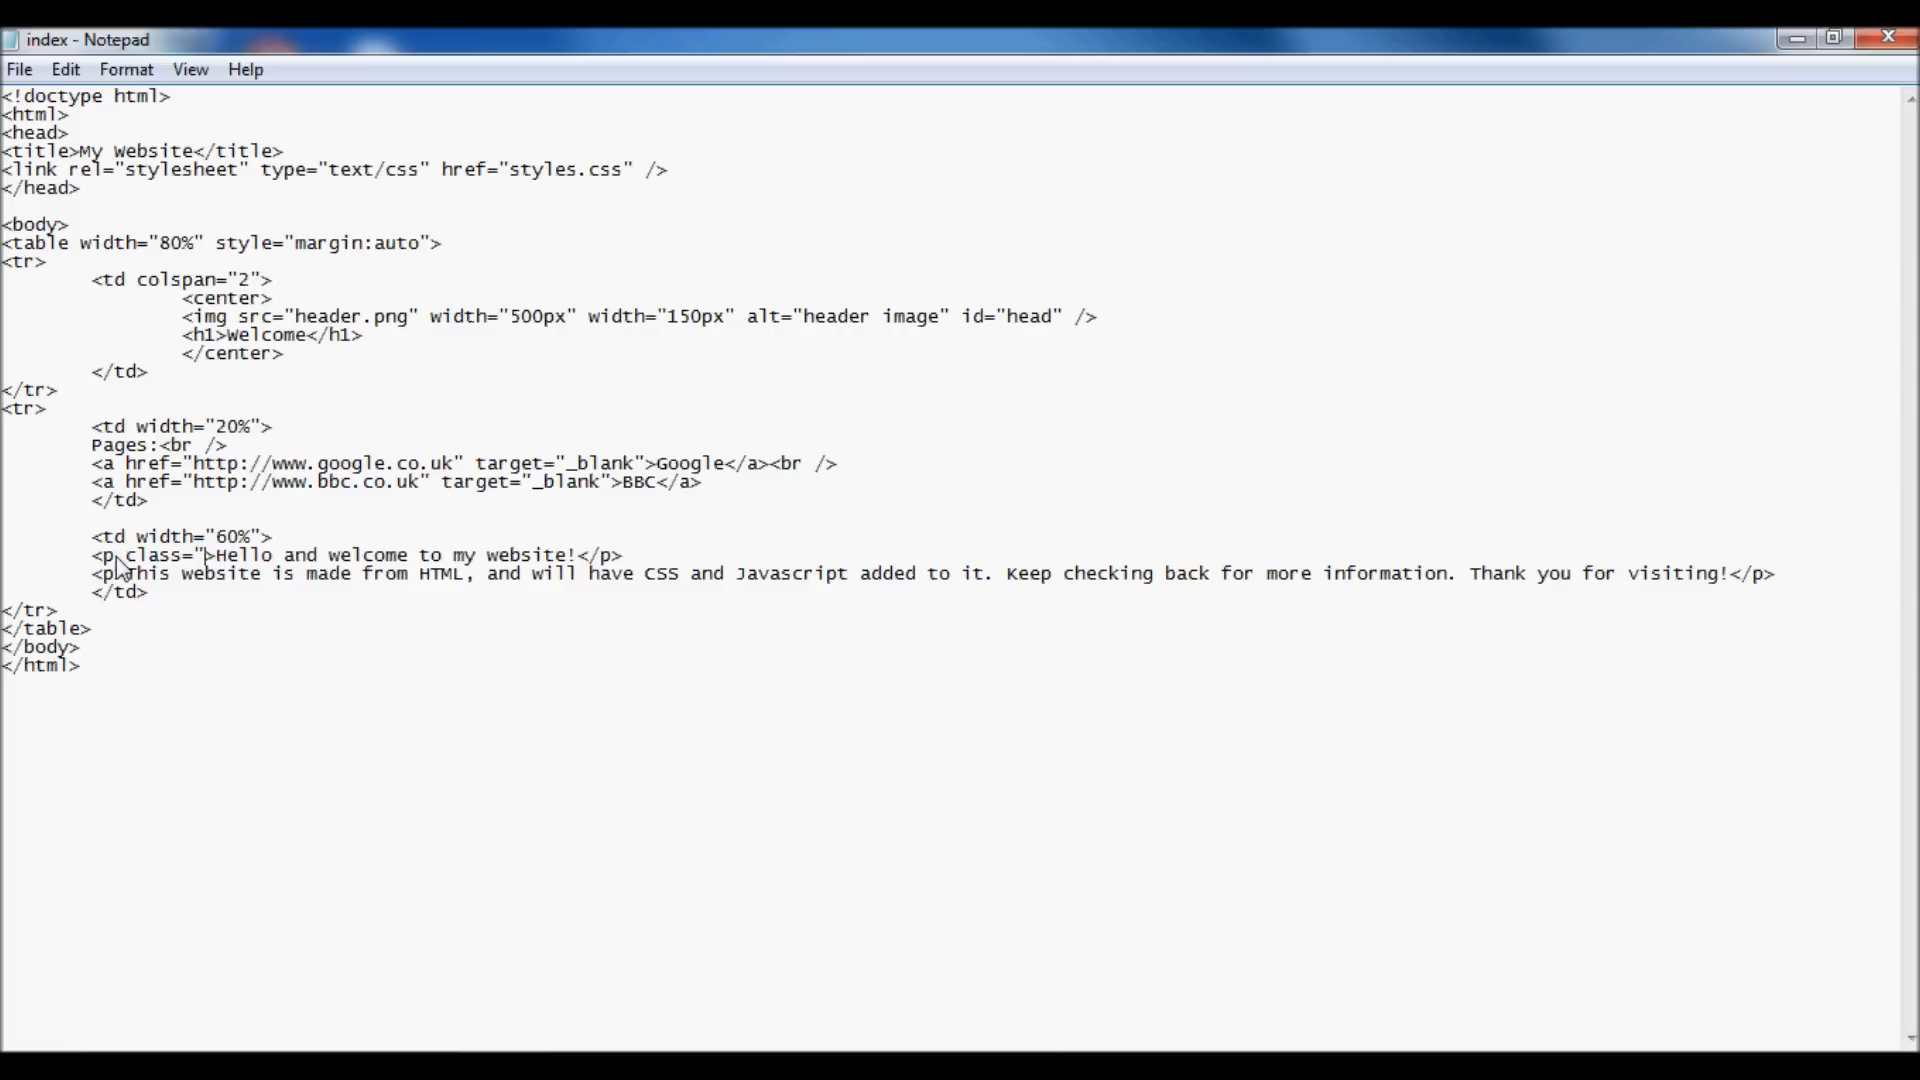 index - Notepad
File Edit Format View Help
<!doctype html>
<html>
<head>
<title>My Website</title>
<link rel="stylesheet" type="text/css" href="styles.css" />
</head>
<body>
<table width="80%" style="margin:auto">
<tr>
<td colspan="2">
<center>
<img src="header.png" width="500px" width="150px" alt="header image" id="head" />
<h1>Welcome</h1>
</center>
</td>
</tr>
<tr>
<td width="20%">
Pages:<br />
<a href="http://www.google.co.uk" target="_blank">Google</a><br />
<a href="http://www.bbc.co.uk" target="_blank">BBC</a>
</td>
<td width="60%">
<p class=">Hello and welcome to my website!</p>
<p>This website is made from HTML, and will have CSS and Javascript added to it. Keep checking back for more information. Thank you for visiting!</p>
</td>
</tr>
</table>
</body>
</html>